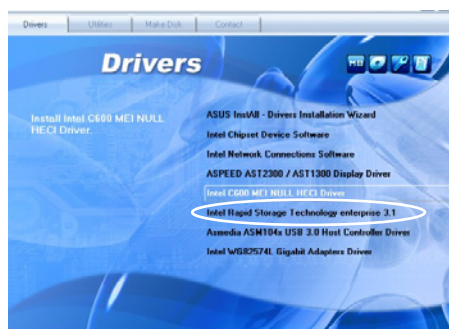 Drivers
Utilities
Make Disk
Contact
Drivers
Install Intel C600 MEI NULL
HECI Driver.
ASUS InstAll - Drivers Installation Wizard
Intel Chipset Device Software
Intel Network Connections Software
ASPEED AST2300 / AST1300 Display Driver
Intel C600 MEI NULL HECI Driver
Intel Rapid Storage Technology enterprise 3.1
Asmedia ASM104x USB 3.0 Host Controller Driver
Intel WG82574L Gigabit Adapters Driver